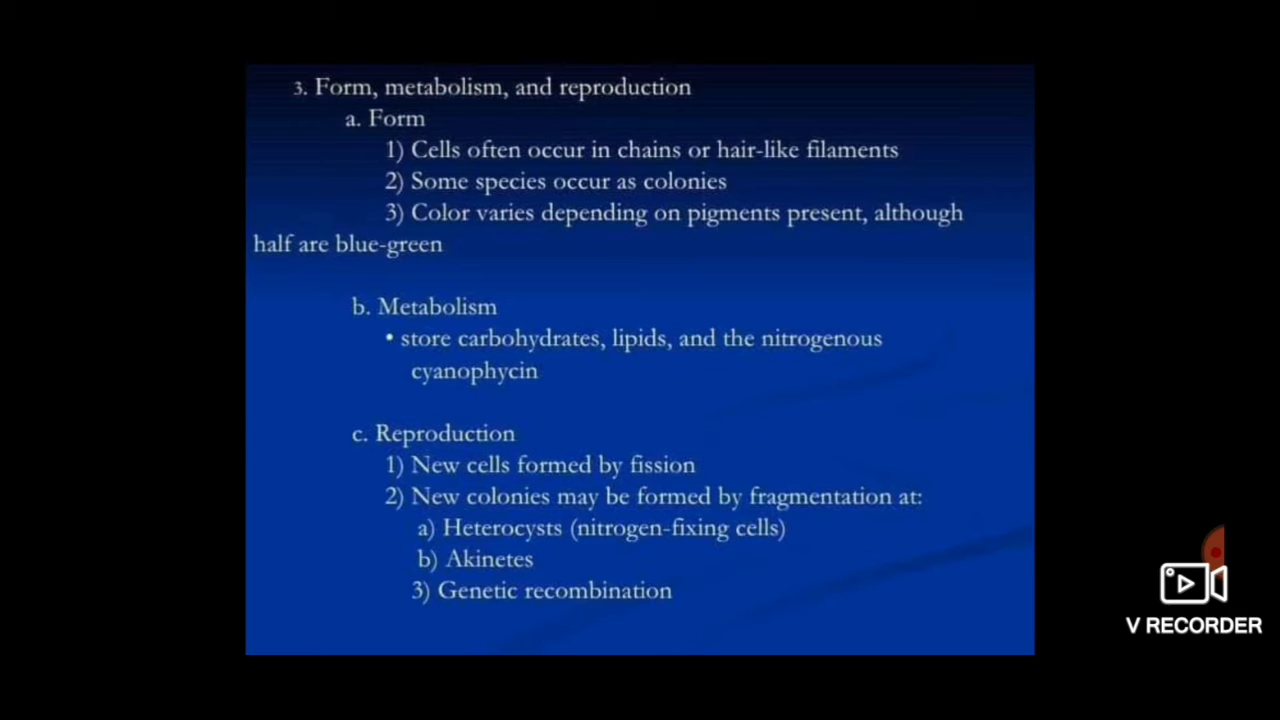 3. Form, metabolism, and reproduction
a. Form
1) Cells often occur in chains or hair-like filaments
2) Some species occur as colonies
3) Color varies depending on pigments present, although
half are blue-green
b. Metabolism
• store carbohydrates, lipids, and the nitrogenous
cyanophycin
c. Reproduction
1) New cells formed by fission
2) New colonies may be formed by fragmentation at:
a) Heterocysts (nitrogen-fixing cells)
b) Akinetes
3) Genetic recombination
V RECORDER